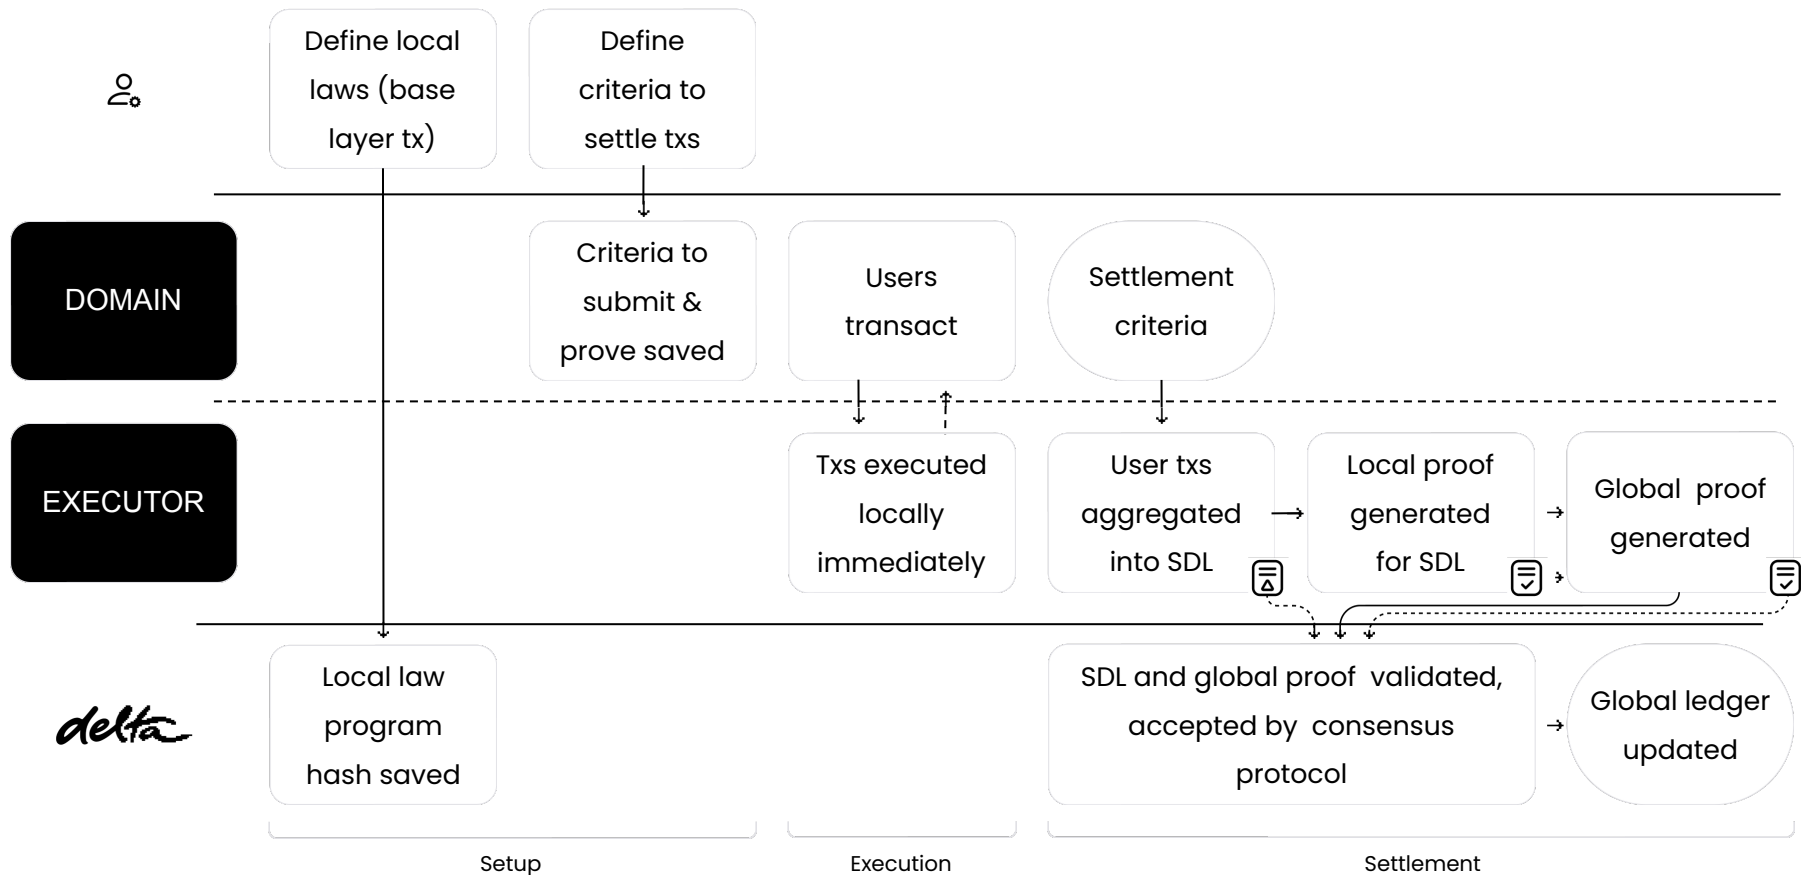 Define local
laws (base
layer tx)
Define
criteria to
settle txs
DOMAIN
Criteria to
submit &
prove saved
Users
transact
Settlement
criteria
EXECUTOR
Txs executed
locally
immediately
User txs
aggregated
into SDL
Local proof
generated
for SDL
Global proof
generated
delta
Local law
program
hash saved
SDL and global proof validated,
accepted by consensus
protocol
Global ledger
updated
Setup
Execution
Settlement